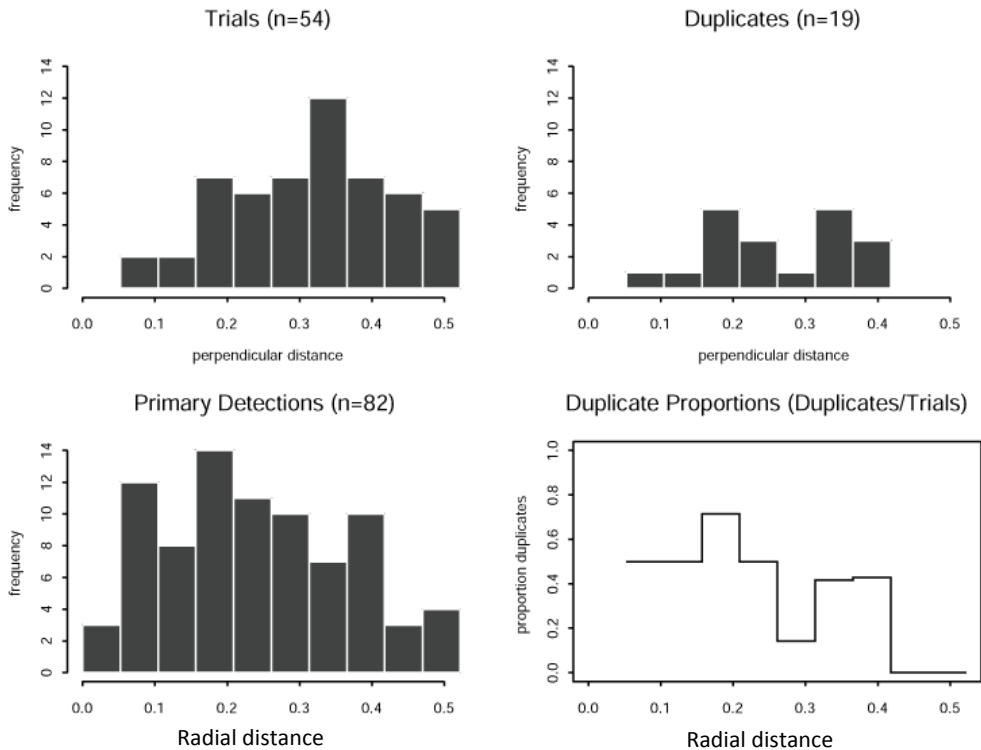 Trials (n=54)
frequency
0 2 4 6 8 10 12 14
0.0 0.1 0.2 0.3 0.4 0.5
perpendicular distance
Duplicates (n=19)
frequency
0 2 4 6 8 10 12 14
0.0 0.1 0.2 0.3 0.4 0.5
perpendicular distance
Primary Detections (n=82)
frequency
0 2 4 6 8 10 12 14
0.0 0.1 0.2 0.3 0.4 0.5
Radial distance
Duplicate Proportions (Duplicates/Trials)
proportion duplicates
0.0 0.2 0.4 0.6 0.8 1.0
0.0 0.1 0.2 0.3 0.4 0.5
Radial distance